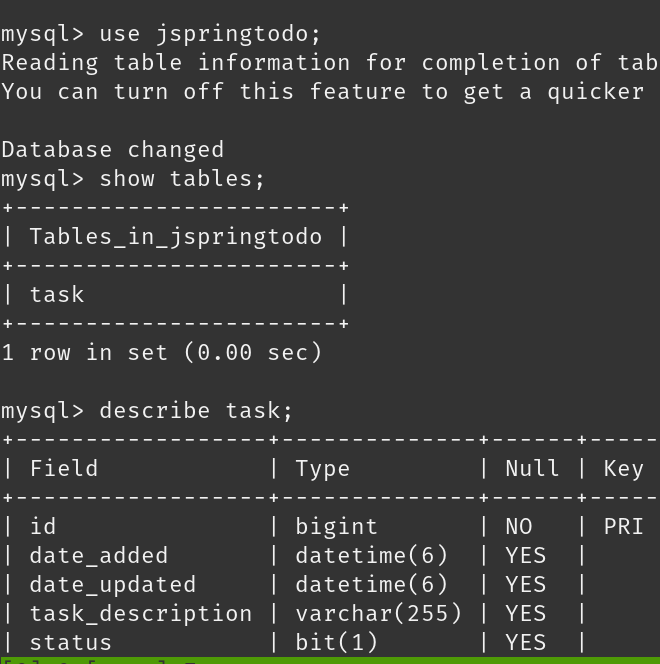 mysql> use jspringtodo;
Reading table information for completion of tab
You can turn off this feature to get a quicker
Database changed
mysql> show tables;
+-----------------------+
| Tables_in_jspringtodo |
+-----------------------+
| task                  |
+-----------------------+
1 row in set (0.00 sec)
mysql> describe task;
+------------------+--------------+------+-----
| Field            | Type         | Null | Key
+------------------+--------------+------+-----
| id               | bigint       | NO   | PRI
| date_added       | datetime(6)  | YES  |
| date_updated     | datetime(6)  | YES  |
| task_description | varchar(255) | YES  |
| status           | bit(1)       | YES  |